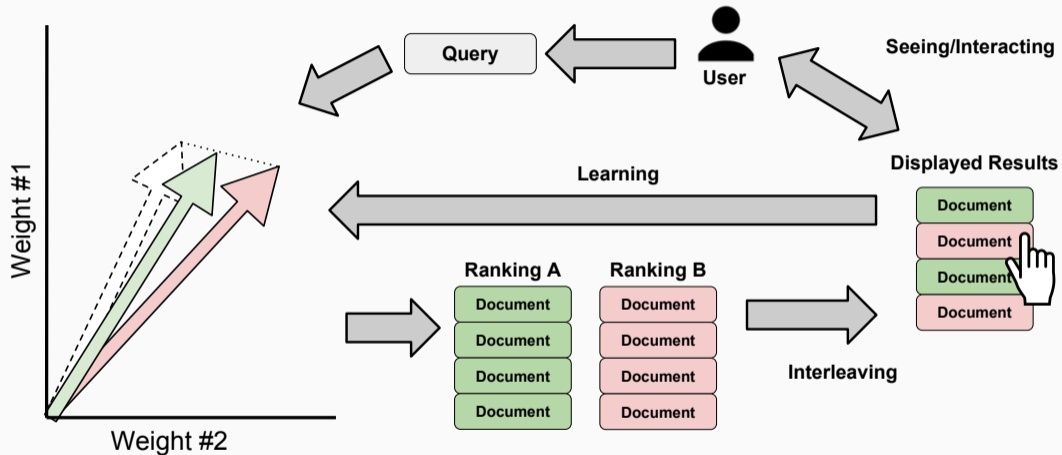 Query
User
Seeing/Interacting
Displayed Results
Document
Document
Document
Document
Learning
Weight #1
Weight #2
Ranking A
Document
Document
Document
Document
Ranking B
Document
Document
Document
Document
Interleaving